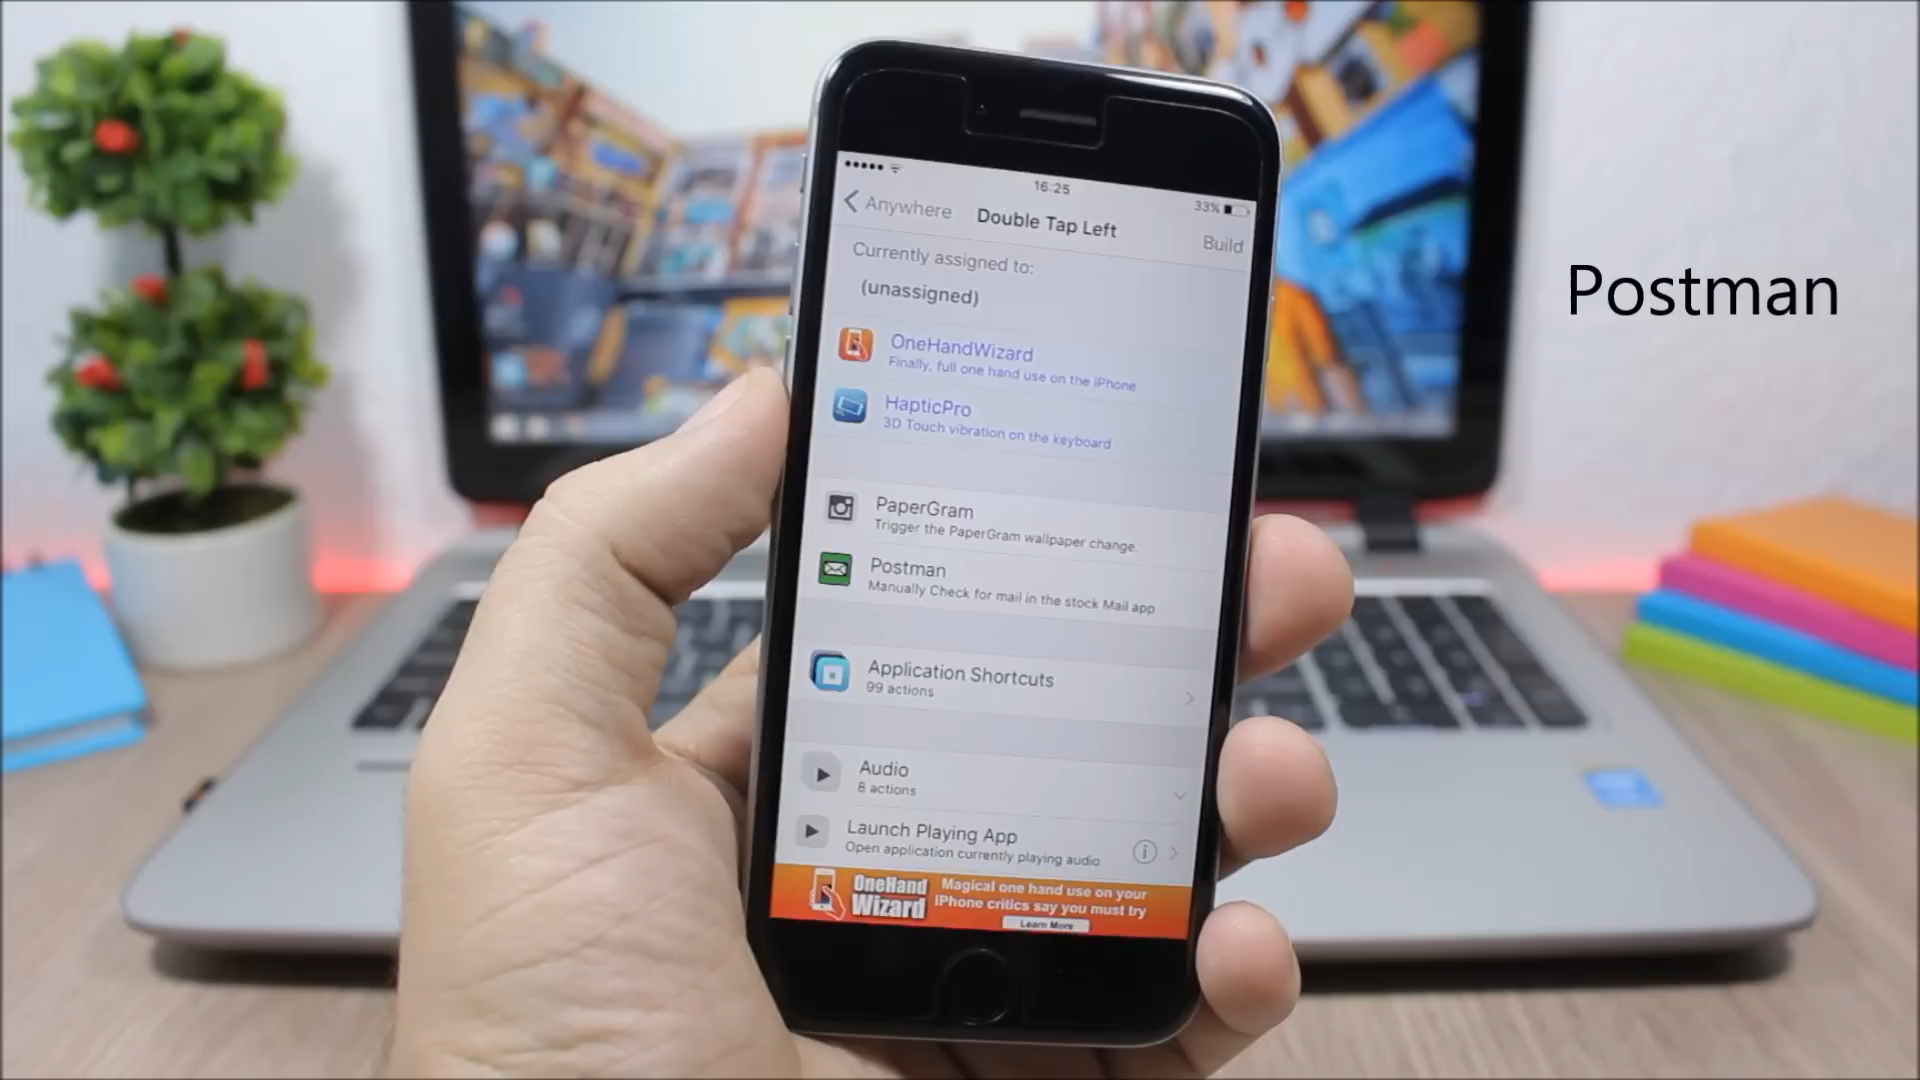 16:25
33%
Anywhere
Double Tap Left
Build
Currently assigned to:
(unassigned)
OneHandWizard
Finally, full one hand use on the iPhone
HapticPro
3D Touch vibration on the keyboard
PaperGram
Trigger the PaperGram wallpaper change.
Postman
Manually Check for mail in the stock Mail app
Application Shortcuts
99 actions
Audio
8 actions
Launch Playing App
Open application currently playing audio
OneHand
Wizard
Magical one hand use on your
iPhone critics say you must try
Learn More
Postman